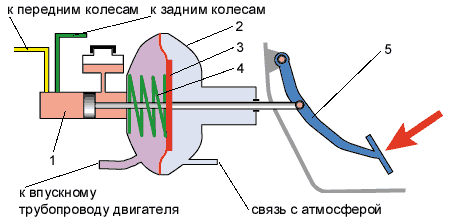 к передним колесам
к задним колесам
2
3
4
5
1
к впускному
трубопроводу двигателя
связь с атмосферой